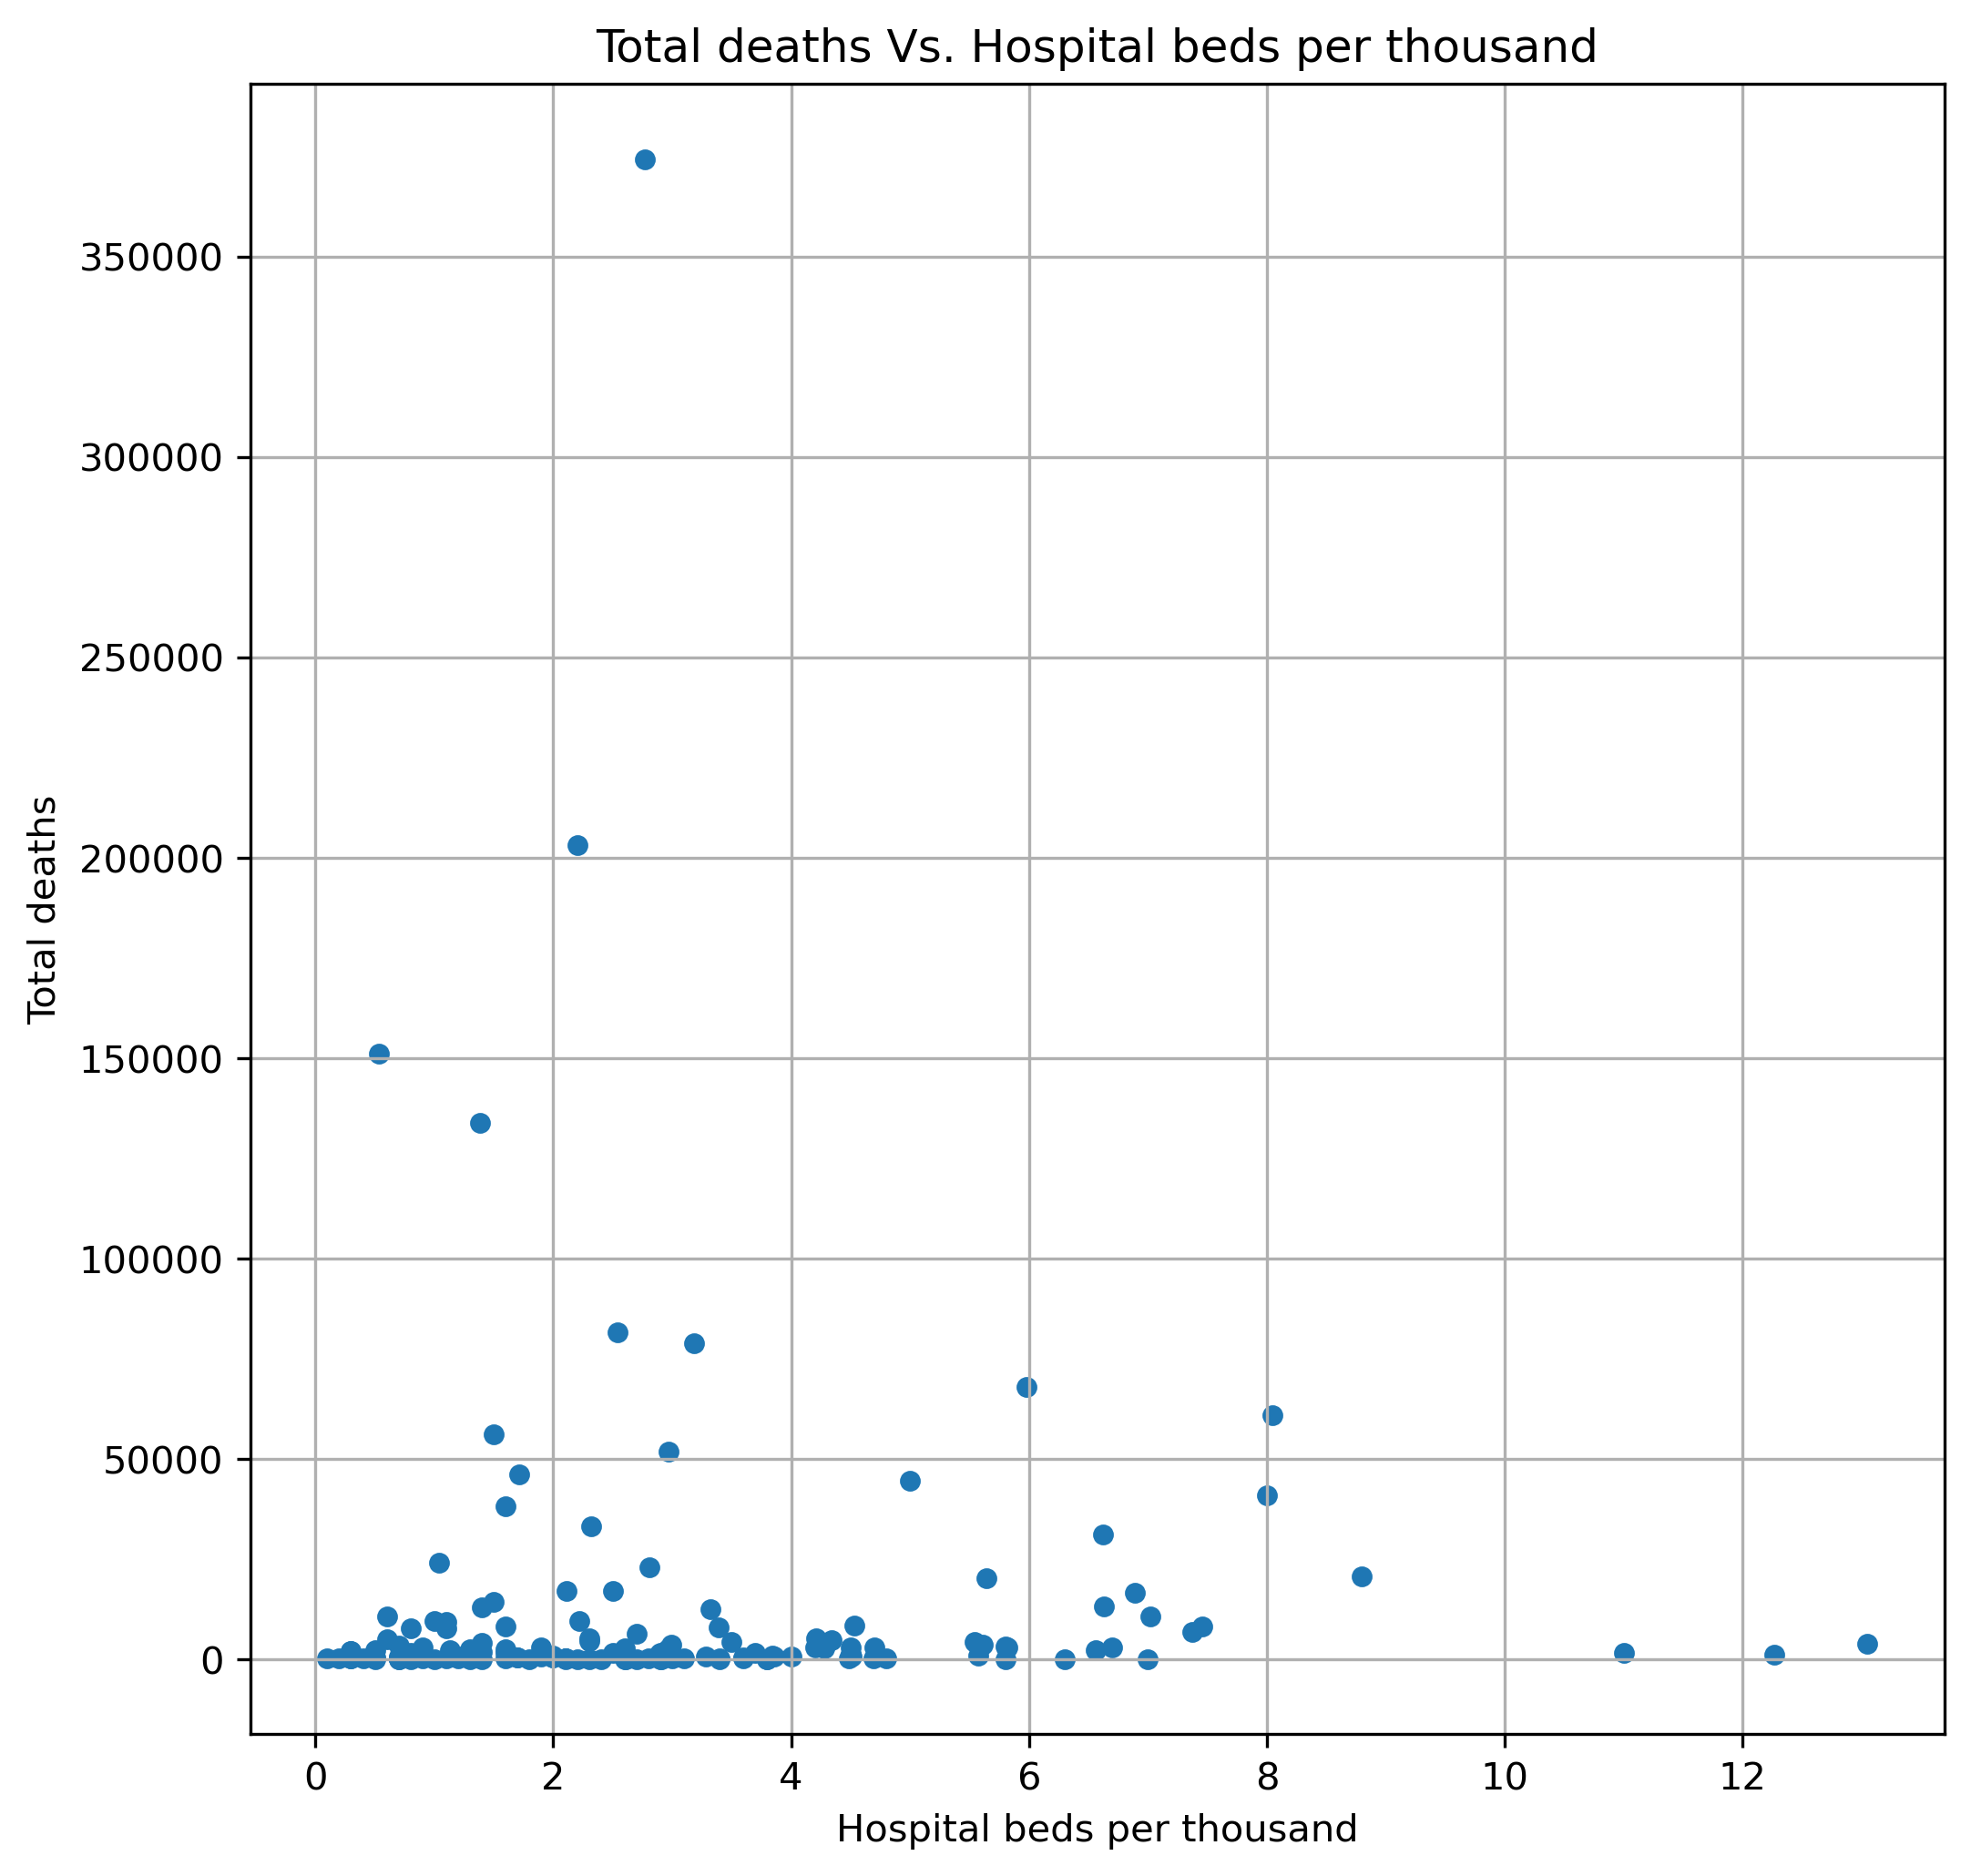 Total deaths Vs. Hospital beds per thousand
Total deaths
350000
300000
250000
200000
150000
100000
50000
0
0 2 4 6 8 10 12
Hospital beds per thousand